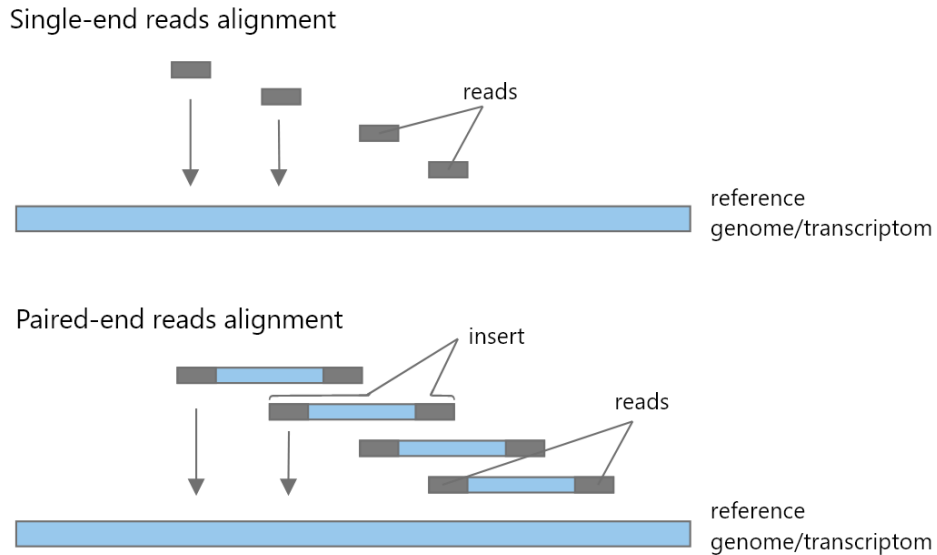 Single-end reads alignment
reads
reference
genome/transcriptom
Paired-end reads alignment
insert
reads
reference
genome/transcriptom